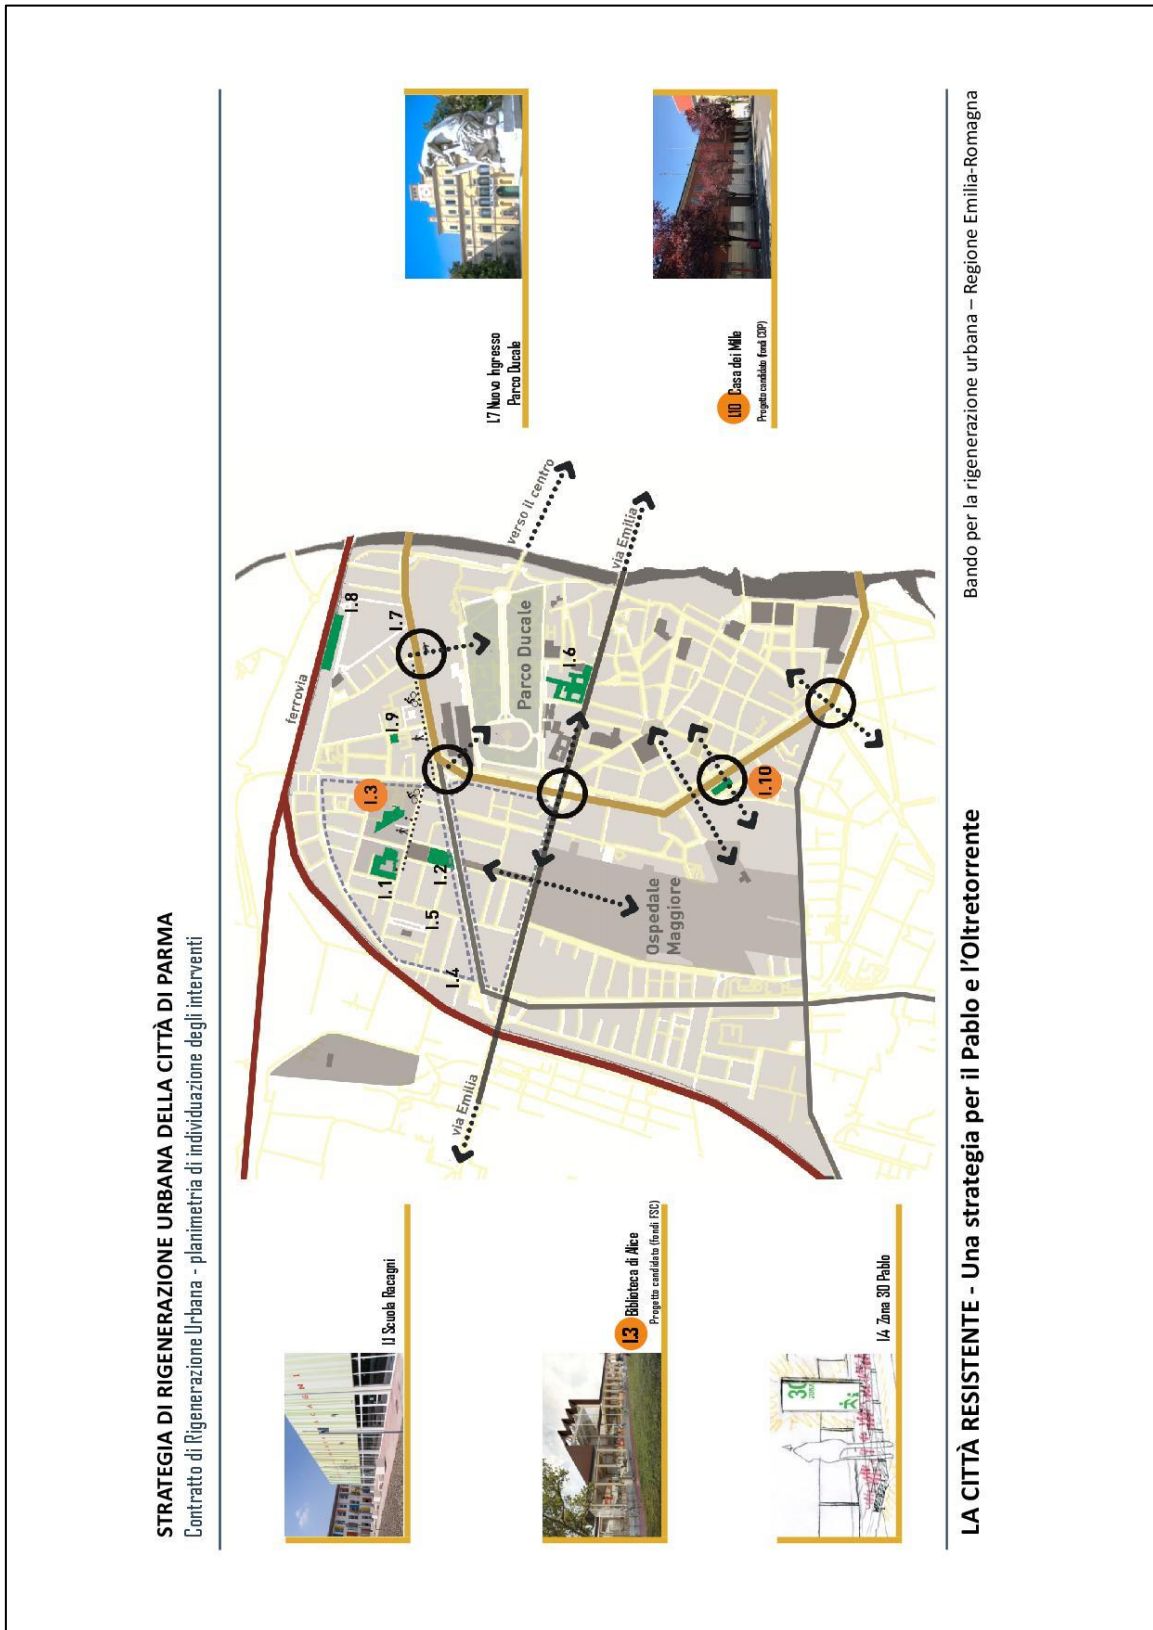 STRATEGIA DI RIGENERAZIONE URBANA DELLA CITTÀ DI PARMA
Contratto di Rigenerazione Urbana - planimetria di individuazione degli interventi
I.1 Scuola Racagni
I.3 Biblioteca di Alice
Progetto candidato (fondi FSC)
I.4 Zona 30 Pablo
30
ZONA
ferrovia
I.8
I.7
I.9
I.3
I.1
I.2
I.5
I.4
via Emilia
verso il centro
Parco Ducale
I.6
via Emilia
Ospedale
Maggiore
I.10
I.7 Nuovo Ingresso
Parco Ducale
I.10 Casa dei Mille
Progetto candidato (fondi CDP)
LA CITTÀ RESISTENTE - Una strategia per il Pablo e l'Oltretorrente
Bando per la rigenerazione urbana – Regione Emilia-Romagna